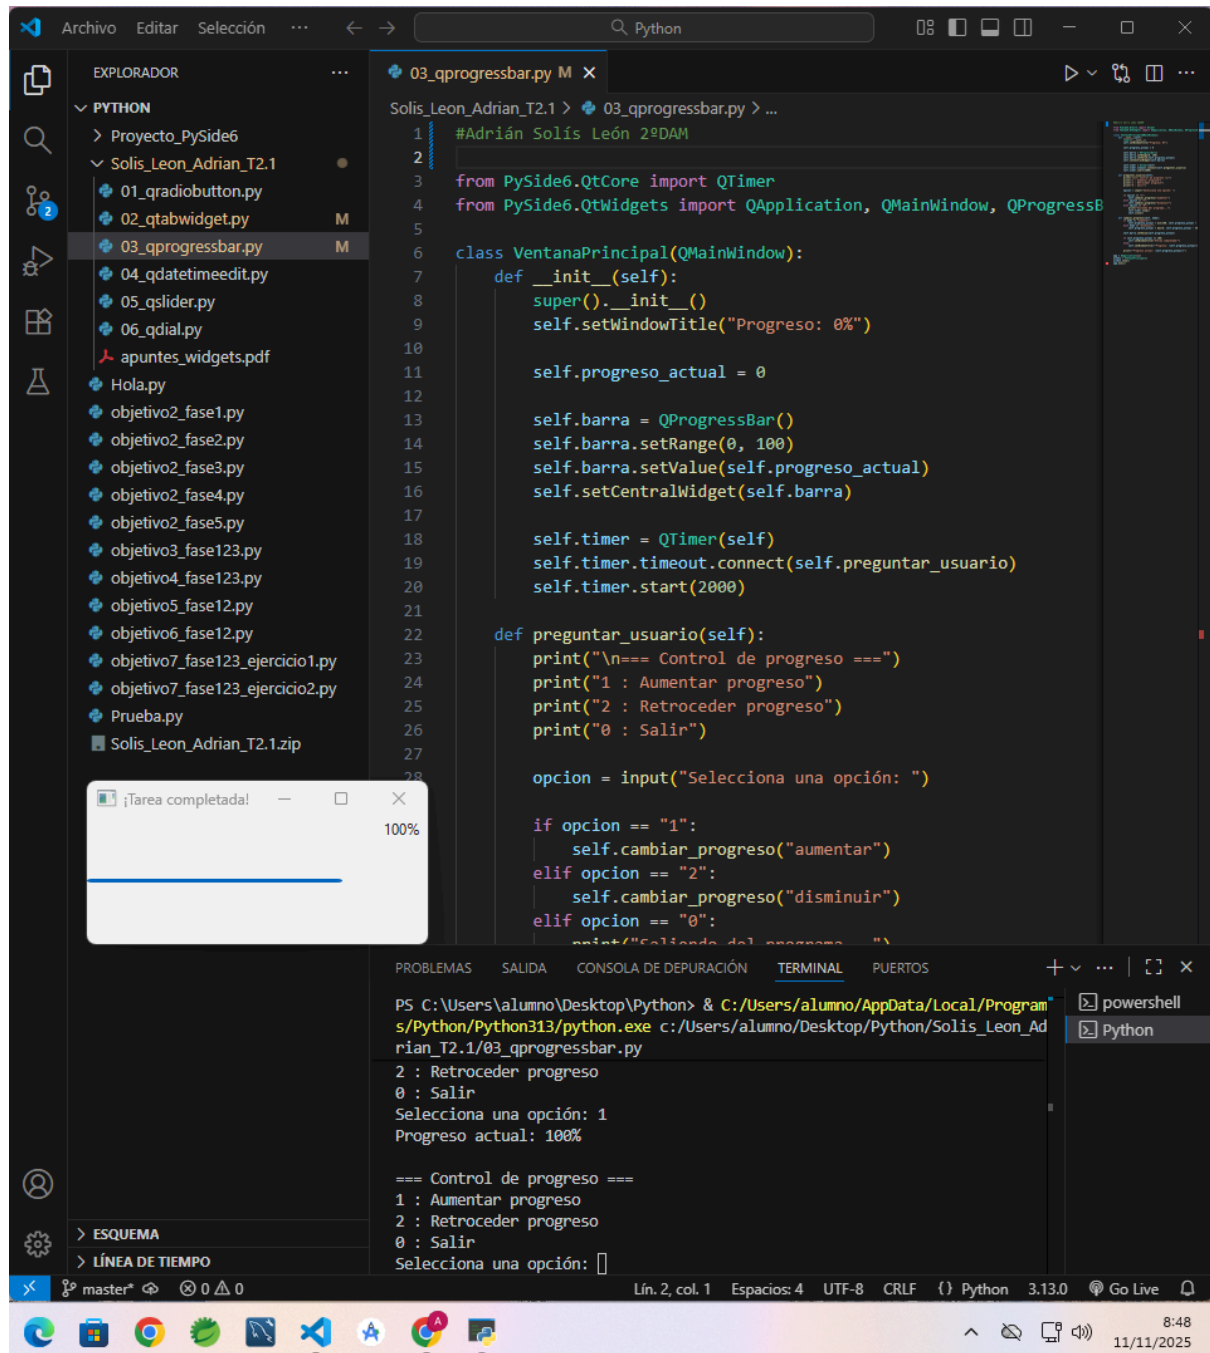 Archivo Editar Selección ··· Python
EXPLORADOR ···
PYTHON
Proyecto_PySide6
Solis_Leon_Adrian_T2.1
01_qradiobutton.py
02_qtabwidget.py M
03_qprogressbar.py M
04_qdatetimeedit.py
05_qslider.py
06_qdial.py
apuntes_widgets.pdf
Hola.py
objetivo2_fase1.py
objetivo2_fase2.py
objetivo2_fase3.py
objetivo2_fase4.py
objetivo2_fase5.py
objetivo3_fase123.py
objetivo4_fase123.py
objetivo5_fase12.py
objetivo6_fase12.py
objetivo7_fase123_ejercicio1.py
objetivo7_fase123_ejercicio2.py
Prueba.py
Solis_Leon_Adrian_T2.1.zip
2
¡Tarea completada!
100%
ESQUEMA
LÍNEA DE TIEMPO
03_qprogressbar.py M
Solis_Leon_Adrian_T2.1 > 03_qprogressbar.py > ...
1 #Adrián Solís León 2ºDAM
2
3 from PySide6.QtCore import QTimer
4 from PySide6.QtWidgets import QApplication, QMainWindow, QProgressB
5
6 class VentanaPrincipal(QMainWindow):
7 def __init__(self):
8 super().__init__()
9 self.setWindowTitle("Progreso: 0%")
10
11 self.progreso_actual = 0
12
13 self.barra = QProgressBar()
14 self.barra.setRange(0, 100)
15 self.barra.setValue(self.progreso_actual)
16 self.setCentralWidget(self.barra)
17
18 self.timer = QTimer(self)
19 self.timer.timeout.connect(self.preguntar_usuario)
20 self.timer.start(2000)
21
22 def preguntar_usuario(self):
23 print("\n=== Control de progreso ===")
24 print("1 : Aumentar progreso")
25 print("2 : Retroceder progreso")
26 print("0 : Salir")
27
28 opcion = input("Selecciona una opción: ")
if opcion == "1":
self.cambiar_progreso("aumentar")
elif opcion == "2":
self.cambiar_progreso("disminuir")
elif opcion == "0":
print("Saliendo del programa...")
PROBLEMAS SALIDA CONSOLA DE DEPURACIÓN TERMINAL PUERTOS
PS C:\Users\alumno\Desktop\Python> & C:/Users/alumno/AppData/Local/Program
s/Python/Python313/python.exe c:/Users/alumno/Desktop/Python/Solis_Leon_Ad
rian_T2.1/03_qprogressbar.py
2 : Retroceder progreso
0 : Salir
Selecciona una opción: 1
Progreso actual: 100%
=== Control de progreso ===
1 : Aumentar progreso
2 : Retroceder progreso
0 : Salir
Selecciona una opción:
powershell
Python
master* 0 0 Lín. 2, col. 1 Espacios: 4 UTF-8 CRLF {} Python 3.13.0 Go Live
A
8:48
11/11/2025